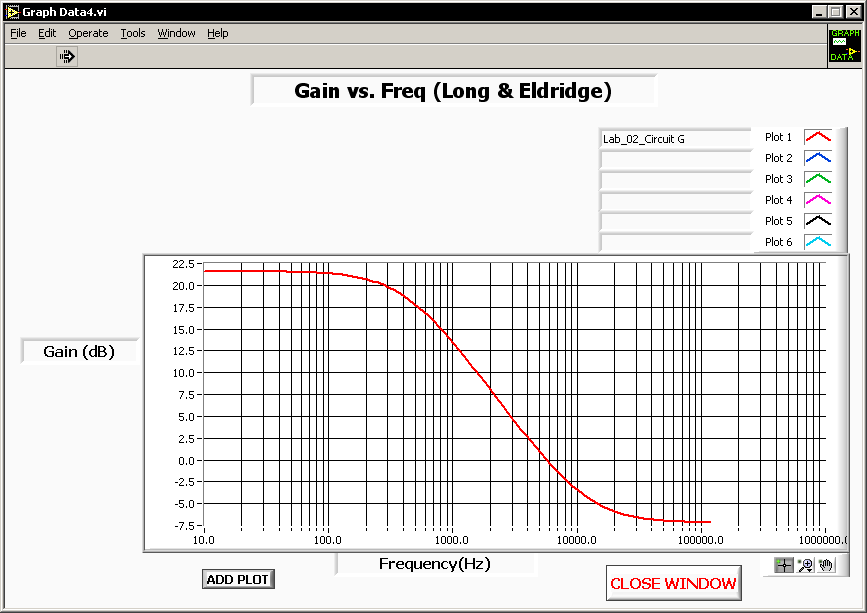 Graph Data4.vi
File Edit Operate Tools Window Help
GRAPH
DATA
Gain vs. Freq (Long & Eldridge)
Lab_02_Circuit G
Plot 1
Plot 2
Plot 3
Plot 4
Plot 5
Plot 6
22.5
20.0
17.5
15.0
12.5
10.0
7.5
5.0
2.5
0.0
-2.5
-5.0
-7.5
Gain (dB)
10.0 100.0 1000.0 10000.0 100000.0 1000000.0
Frequency(Hz)
ADD PLOT
CLOSE WINDOW